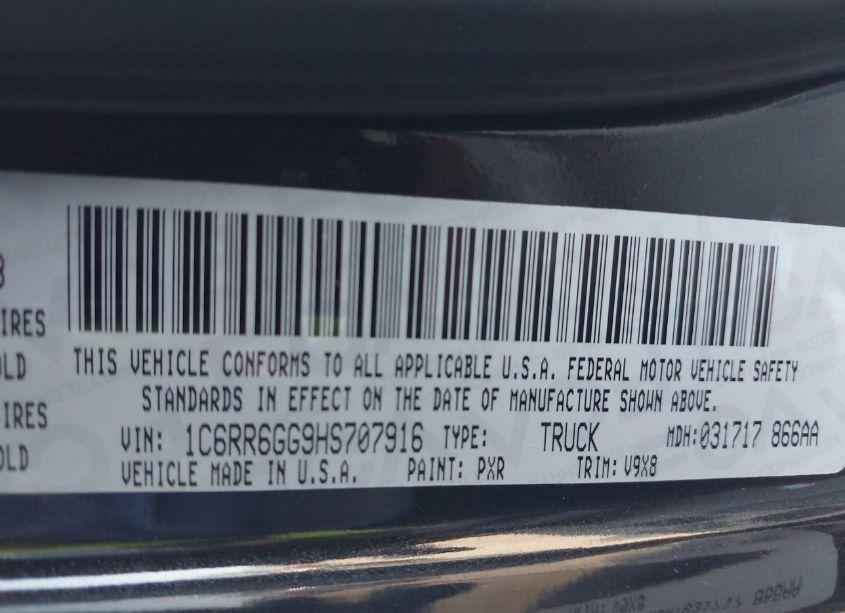 IRES
OLD
IRES
OLD
THIS VEHICLE CONFORMS TO ALL APPLICABLE U.S.A. FEDERAL MOTOR VEHICLE SAFETY
STANDARDS IN EFFECT ON THE DATE OF MANUFACTURE SHOWN ABOVE.
VIN: 1C6RR6GG9HS707916 TYPE: TRUCK MDH:031717 866AA
VEHICLE MADE IN U.S.A. PAINT: PXR TRIM: V9X8